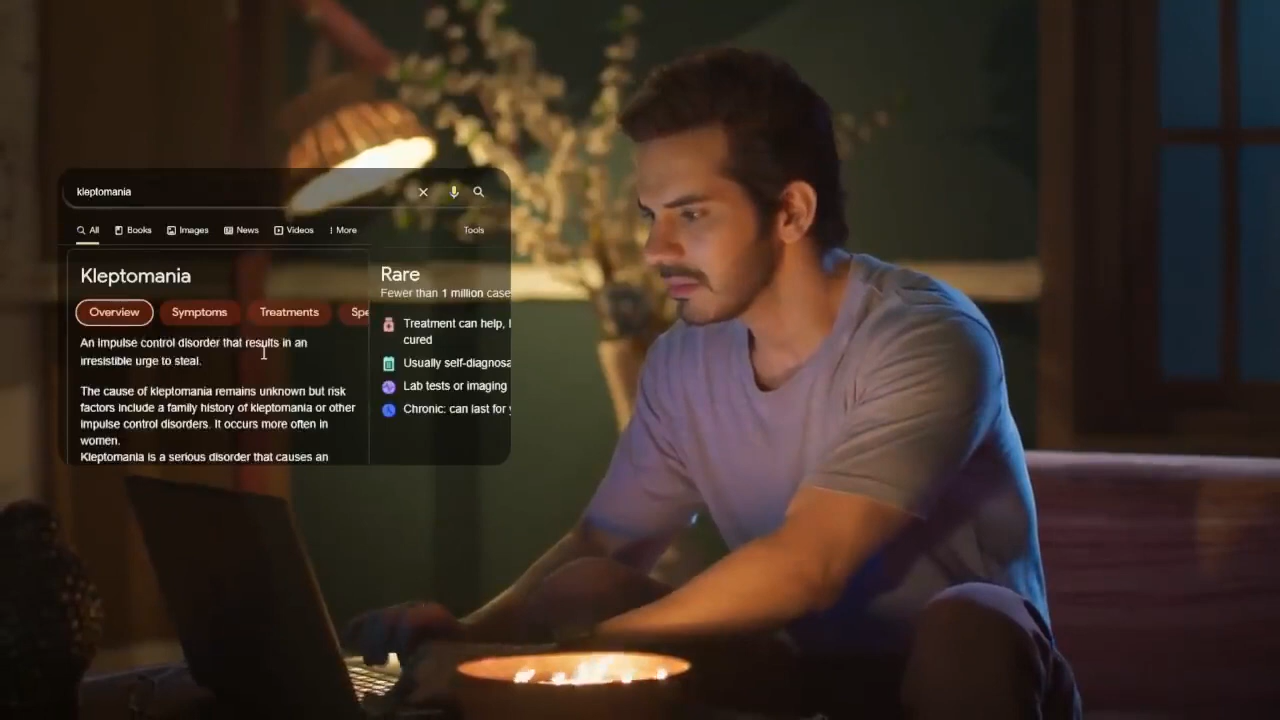 kleptomania
All Books Images News Videos More Tools
Kleptomania
Overview Symptoms Treatments Spe
An impulse control disorder that results in an
irresistible urge to steal.
The cause of kleptomania remains unknown but risk
factors include a family history of kleptomania or other
impulse control disorders. It occurs more often in
women.
Kleptomania is a serious disorder that causes an
Rare
Fewer than 1 million case
Treatment can help,
cured
Usually self-diagnosa
Lab tests or imaging
Chronic: can last for